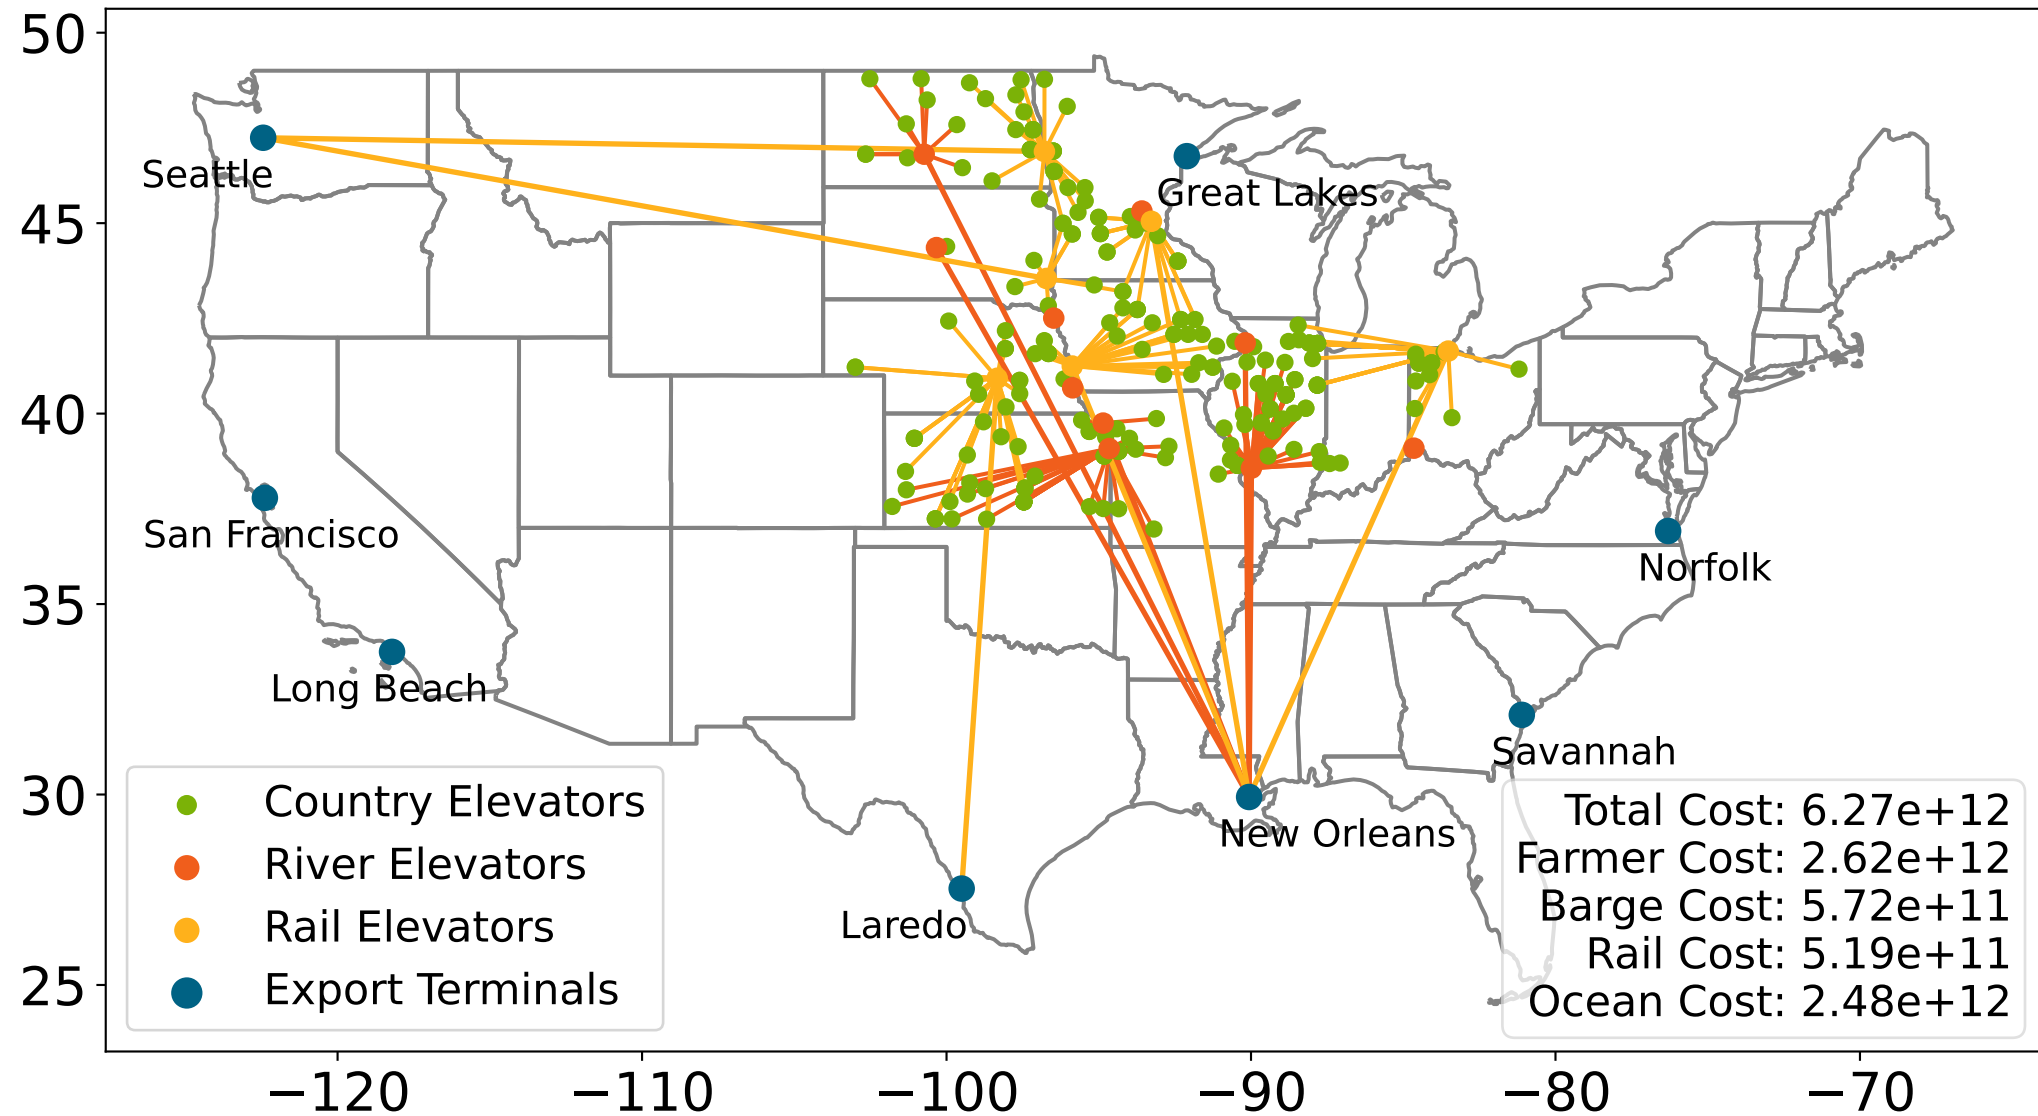 50
45
40
35
30
25
−120
−110
−100
−90
−80
−70
Seattle
Great Lakes
San Francisco
Norfolk
Long Beach
Savannah
New Orleans
Laredo
Country Elevators
River Elevators
Rail Elevators
Export Terminals
Total Cost: 6.27e+12
Farmer Cost: 2.62e+12
Barge Cost: 5.72e+11
Rail Cost: 5.19e+11
Ocean Cost: 2.48e+12